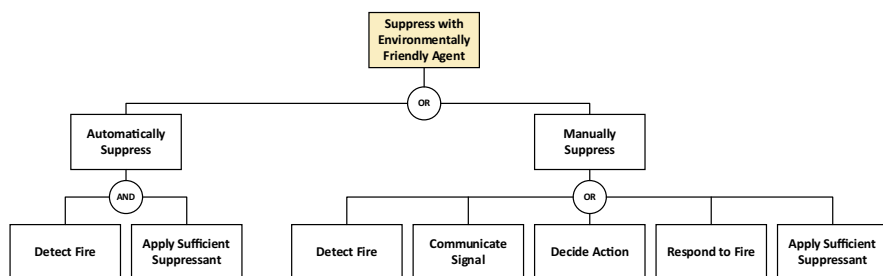 Suppress with
Environmentally
Friendly Agent
OR
Automatically
Suppress
Manually
Suppress
AND
OR
Detect Fire
Apply Sufficient
Suppressant
Detect Fire
Communicate
Signal
Decide Action
Respond to Fire
Apply Sufficient
Suppressant